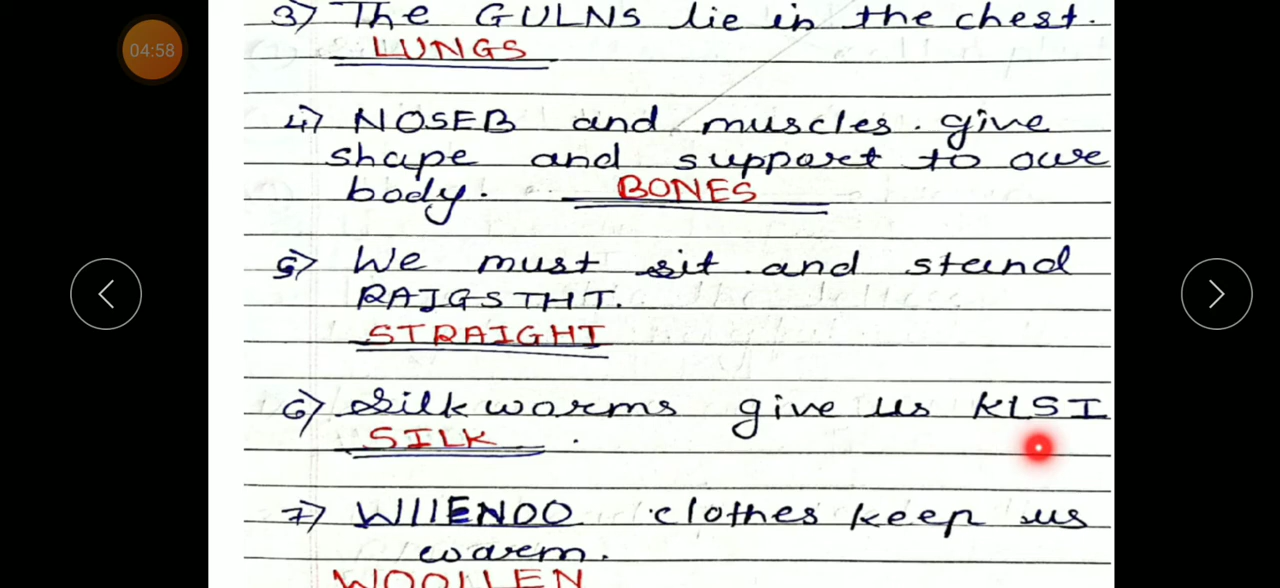 04:58
3) The GULNS lie in the chest.
LUNGS
4) NOSEB and muscles give
shape and support to our
body.
BONES
5) We must sit and stand
RAIGSTHT.
STRAIGHT
6) Silk worms give us KLSI
SILK.
7) WllENOO clothes keep us
warm.
WOOLLEN